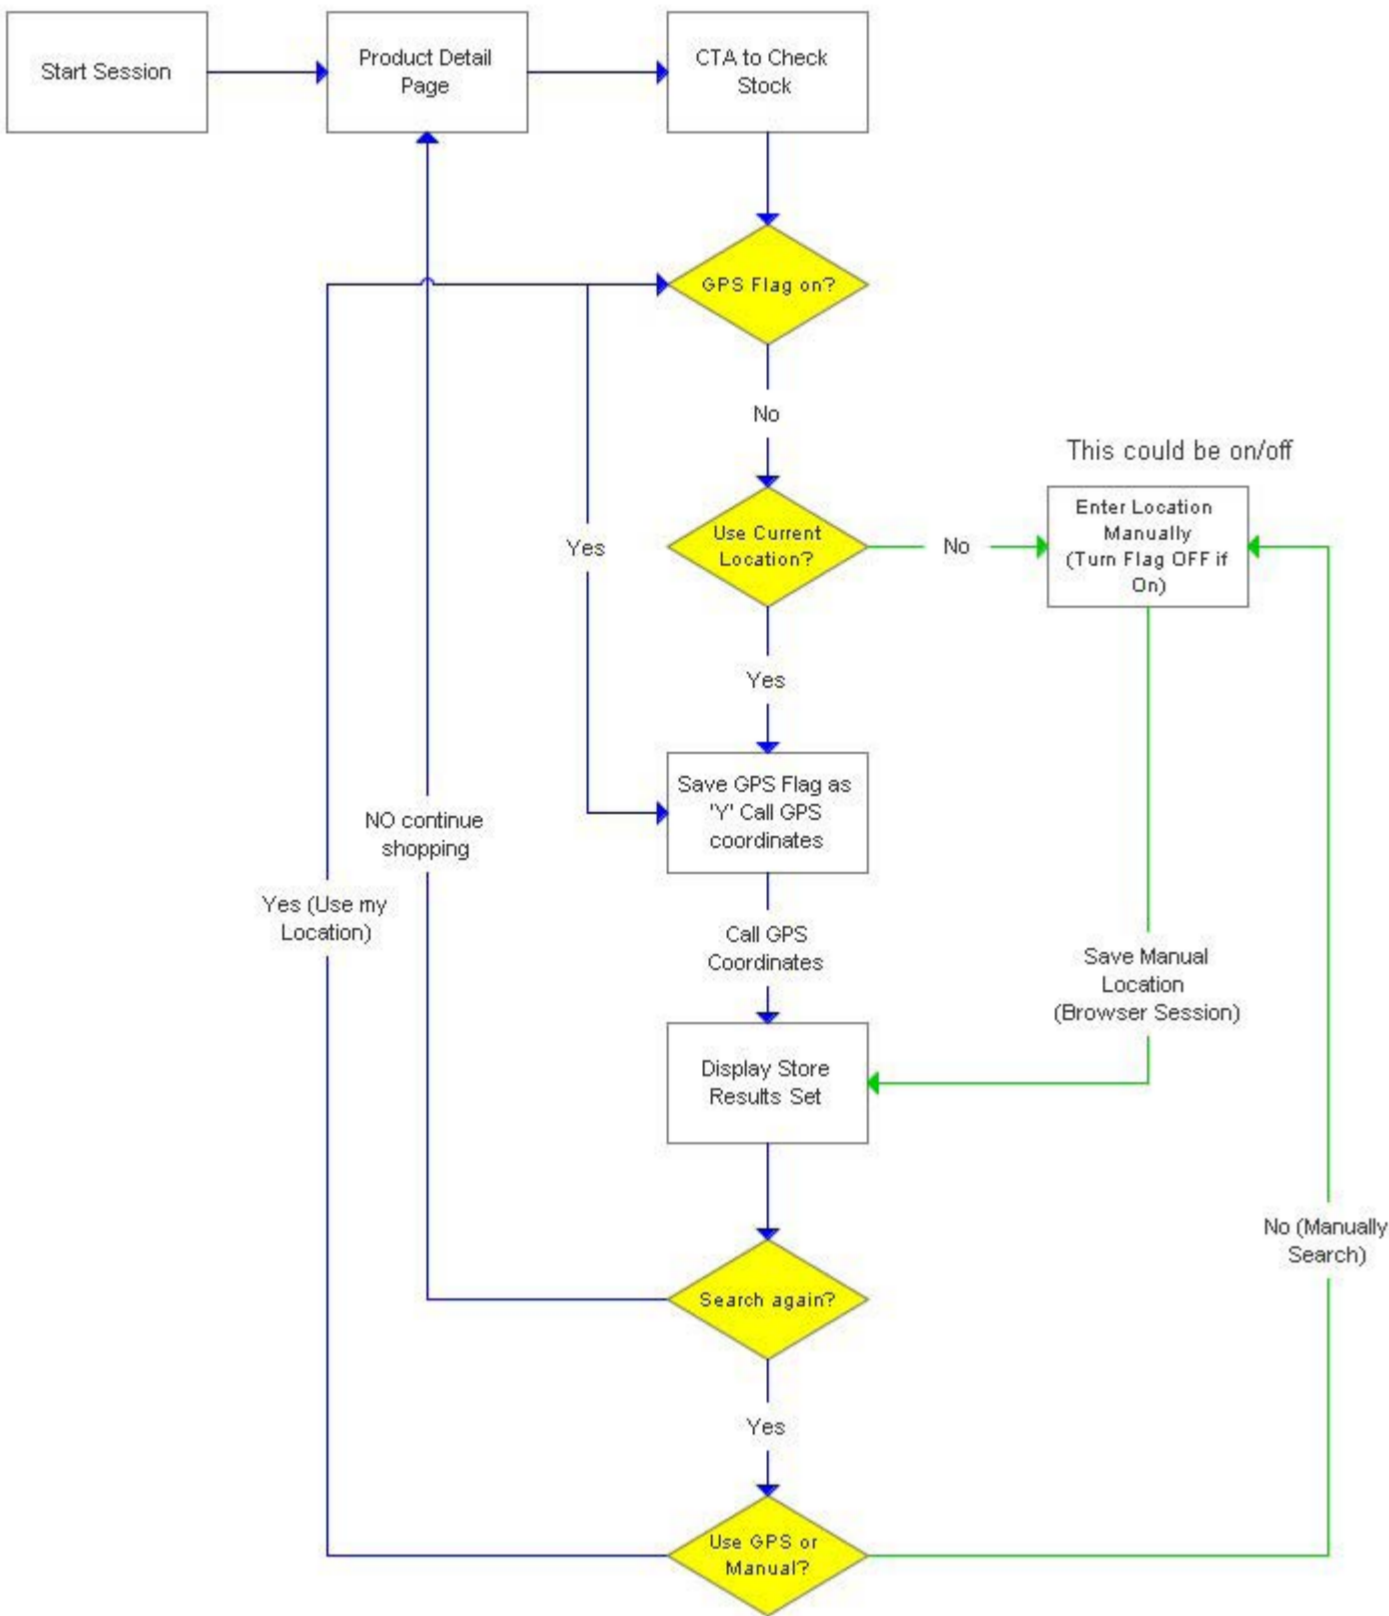 Start Session
Product Detail
Page
CTA to Check
Stock
GPS Flag on?
No
This could be on/off
Use Current
Location?
No
Enter Location
Manually
(Turn Flag OFF if
On)
Yes
Yes
Save GPS Flag as
'Y' Call GPS
coordinates
NO continue
shopping
Yes (Use my
Location)
Call GPS
Coordinates
Save Manual
Location
(Browser Session)
Display Store
Results Set
No (Manually
Search)
Search again?
Yes
Use GPS or
Manual?